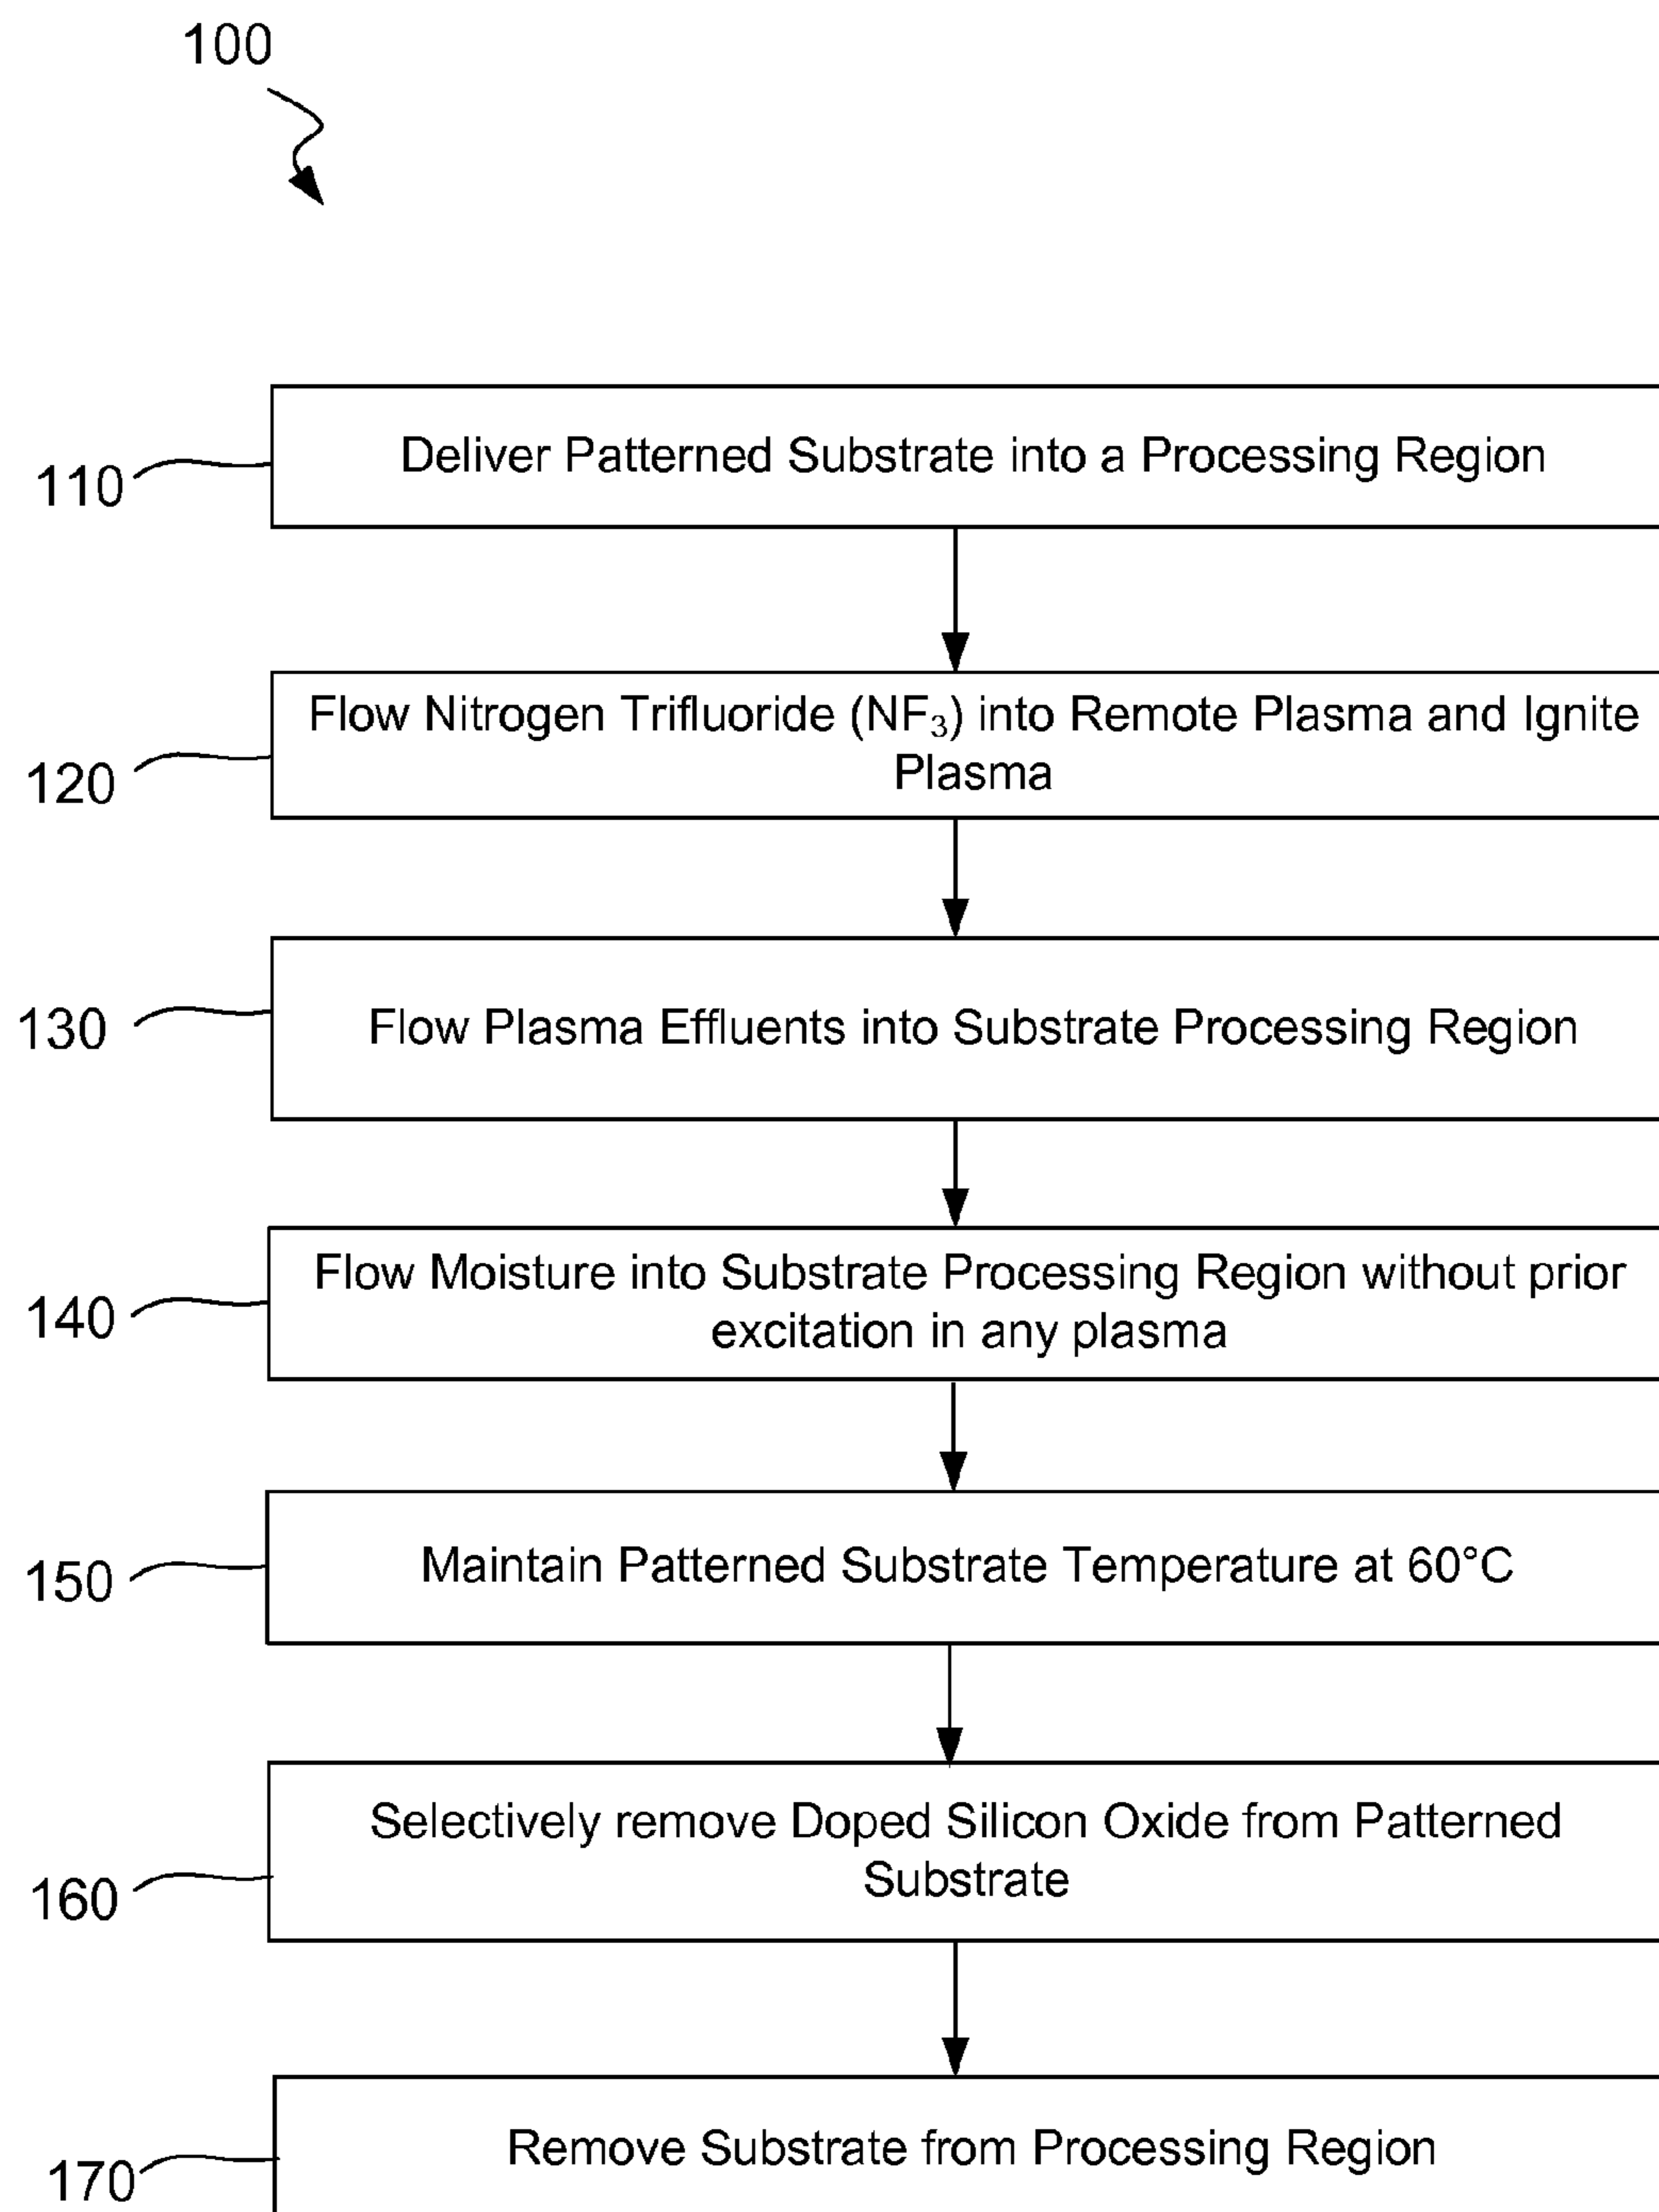 100
110
Deliver Patterned Substrate into a Processing Region
120
Flow Nitrogen Trifluoride (NF₃) into Remote Plasma and Ignite
Plasma
130
Flow Plasma Effluents into Substrate Processing Region
140
Flow Moisture into Substrate Processing Region without prior
excitation in any plasma
150
Maintain Patterned Substrate Temperature at 60°C
160
Selectively remove Doped Silicon Oxide from Patterned
Substrate
170
Remove Substrate from Processing Region